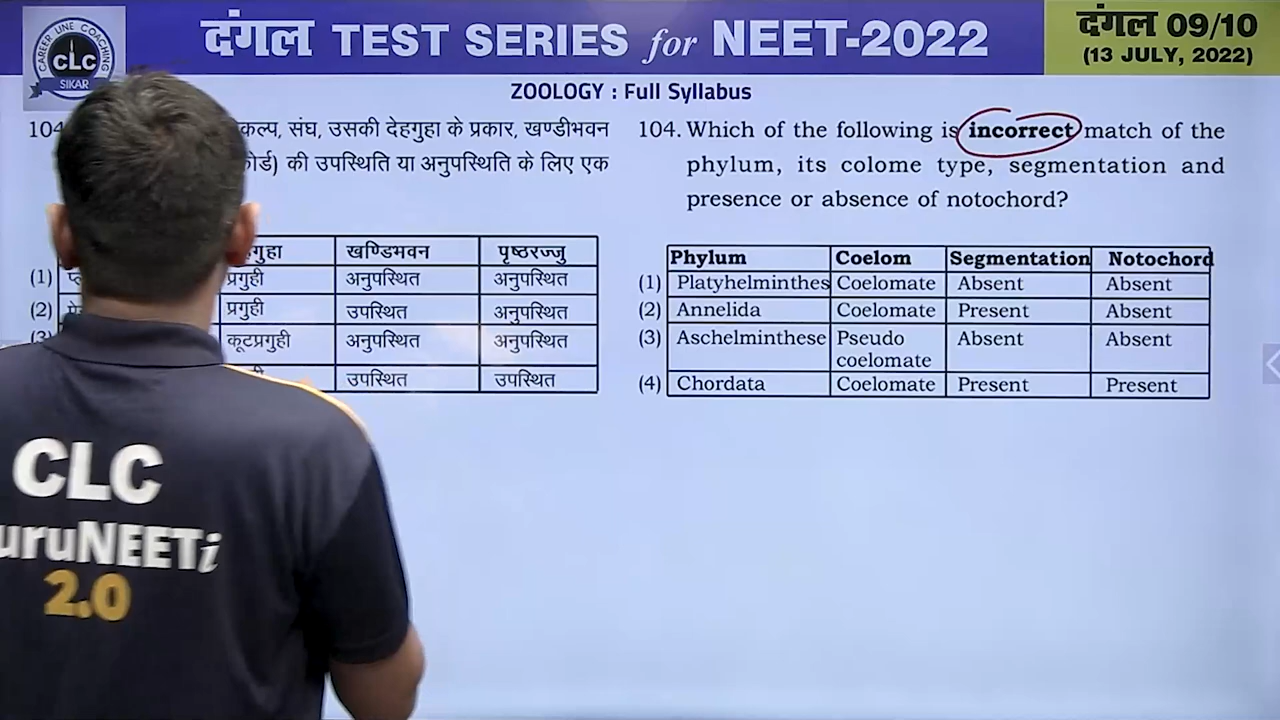 CAREER LINE COACHING
CLC
SIKAR
दंगल TEST SERIES for NEET-2022
दंगल 09/10
(13 JULY, 2022)
ZOOLOGY : Full Syllabus
104
संघ, उसकी देहगुहा के प्रकार, खण्डीभवन
की उपस्थिति या अनुपस्थिति के लिए एक
खण्डिभवन पृष्ठरज्जु
(1) प्रगुही अनुपस्थित अनुपस्थित
(2) प्रगुही उपस्थित अनुपस्थित
कूटप्रगुही अनुपस्थित अनुपस्थित
उपस्थित उपस्थित
104. Which of the following is incorrect match of the
phylum, its colome type, segmentation and
presence or absence of notochord?
Phylum Coelom Segmentation Notochord
(1) Platyhelminthes Coelomate Absent Absent
(2) Annelida Coelomate Present Absent
(3) Aschelminthese Pseudo Absent Absent
coelomate
(4) Chordata Coelomate Present Present
CLC
uruNEETi
2.0